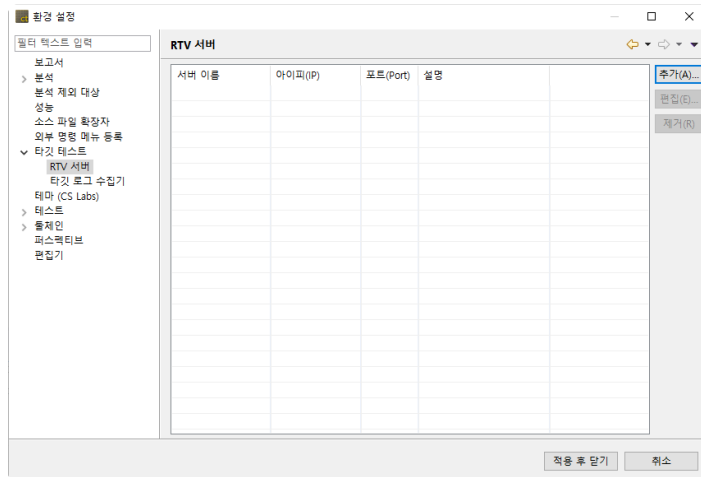 환경 설정
필터 텍스트 입력
보고서
분석
분석 제외 대상
성능
소스 파일 확장자
외부 명령 메뉴 등록
타깃 테스트
RTV 서버
타깃 로그 수집기
테마 (CS Labs)
테스트
툴체인
퍼스펙티브
편집기
RTV 서버
서버 이름 아이피(IP) 포트(Port) 설명
추가(A)...
편집(E)...
제거(R)
적용 후 닫기 취소